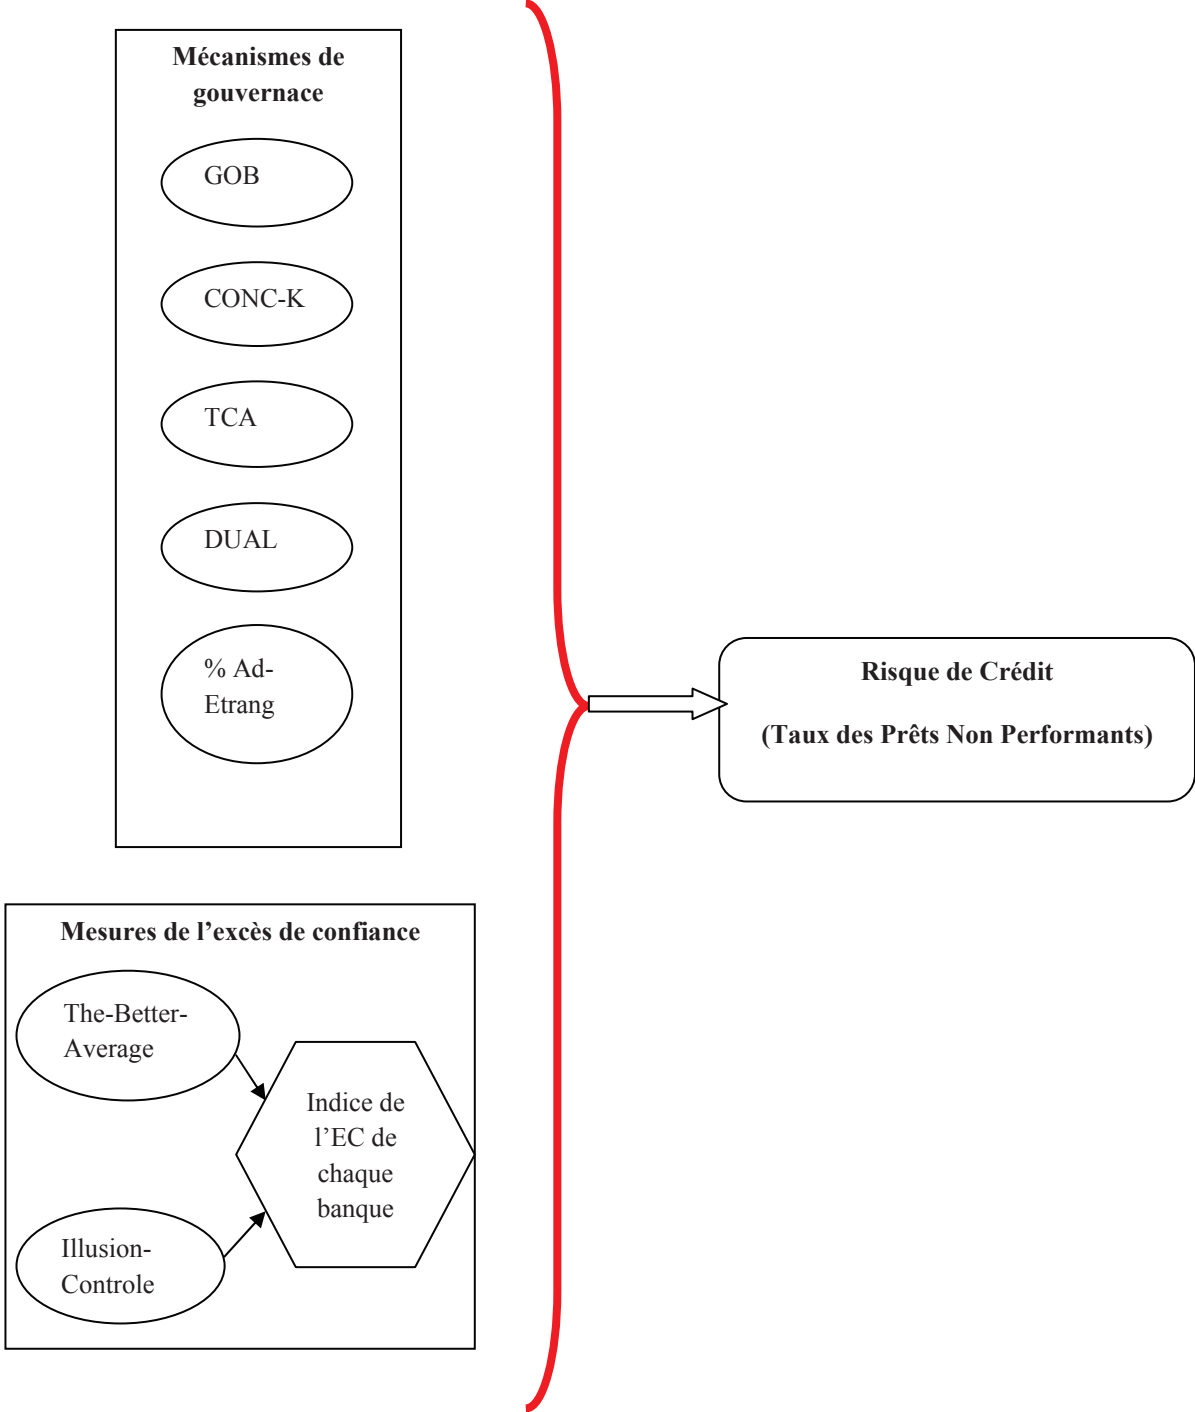 Mécanismes de
gouvernace
GOB
CONC-K
TCA
DUAL
% Ad-
Etrang
Risque de Crédit
(Taux des Prêts Non Performants)
Mesures de l’excès de confiance
The-Better-
Average
Indice de
l’EC de
chaque
banque
Illusion-
Controle